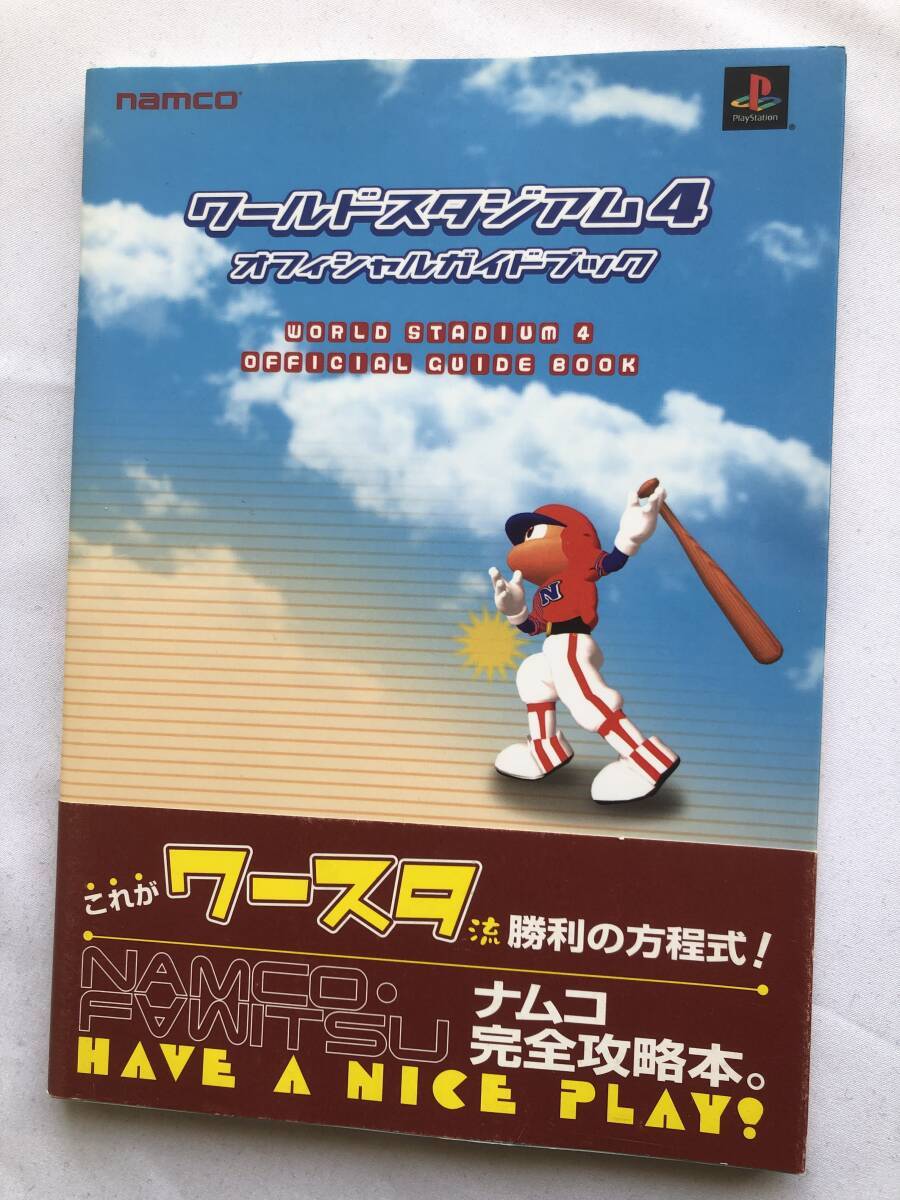 namco
PlayStation
ワールドスタジアム4
オフィシャルガイドブック
WORLD STADIUM 4
OFFICIAL GUIDE BOOK
N
これがワースタ流勝利の方程式!
NAMCO・
FAMITSU
ナムコ
完全攻略本。
HAVE A NICE PLAY!